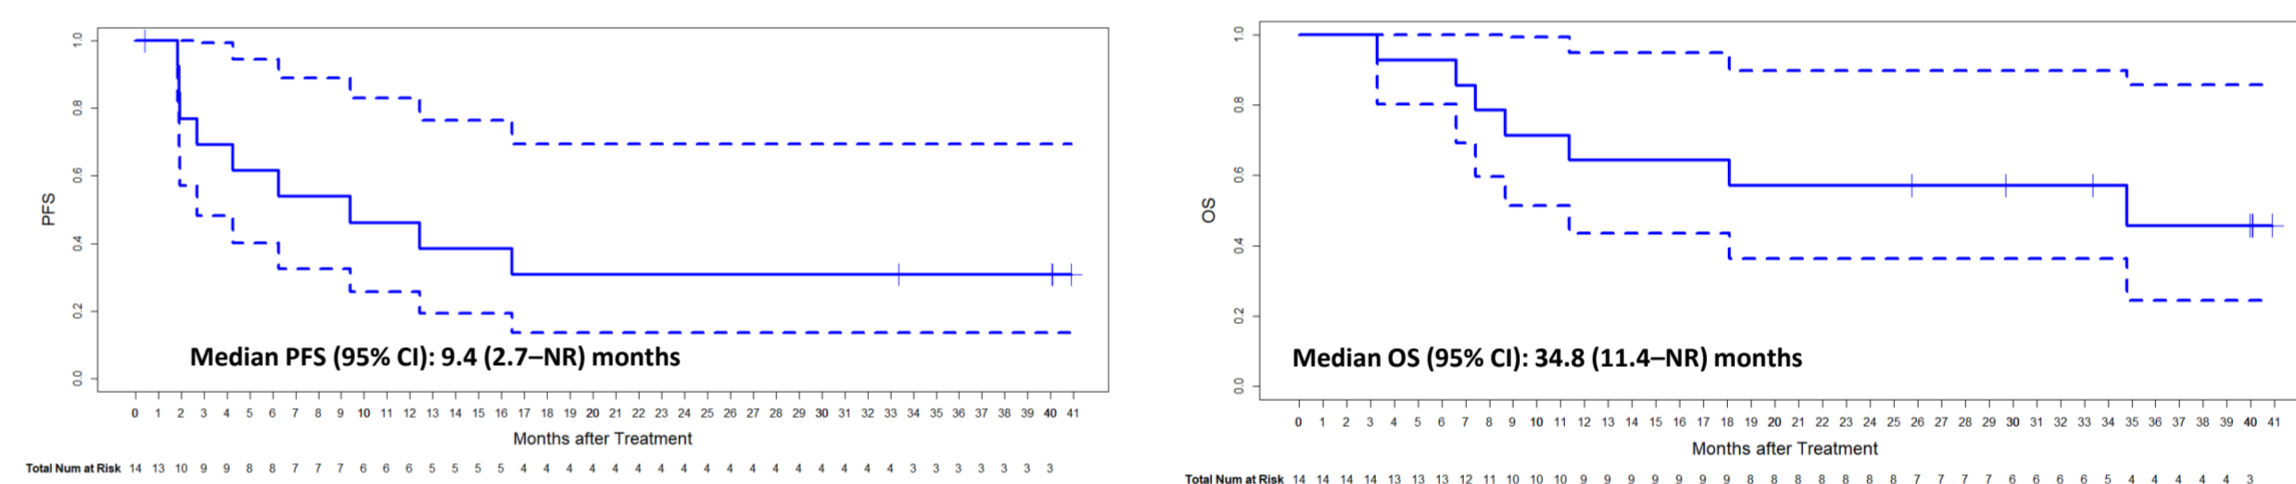 1.0
0.8
0.6
0.4
0.2
0.0
PFS
Median PFS (95% CI): 9.4 (2.7–NR) months
0 1 2 3 4 5 6 7 8 9 10 11 12 13 14 15 16 17 18 19 20 21 22 23 24 25 26 27 28 29 30 31 32 33 34 35 36 37 38 39 40 41
Months after Treatment
Total Num at Risk 14 13 10 9 9 8 8 7 7 7 6 6 6 5 5 5 5 4 4 4 4 4 4 4 4 4 4 4 4 4 4 4 4 4 3 3 3 3 3 3 3
1.0
0.8
0.6
0.4
0.2
0.0
OS
Median OS (95% CI): 34.8 (11.4–NR) months
0 1 2 3 4 5 6 7 8 9 10 11 12 13 14 15 16 17 18 19 20 21 22 23 24 25 26 27 28 29 30 31 32 33 34 35 36 37 38 39 40 41
Months after Treatment
Total Num at Risk 14 14 14 14 13 13 13 12 11 10 10 10 9 9 9 9 9 9 9 8 8 8 8 8 8 8 7 7 7 7 6 6 6 6 5 4 4 4 4 4 3